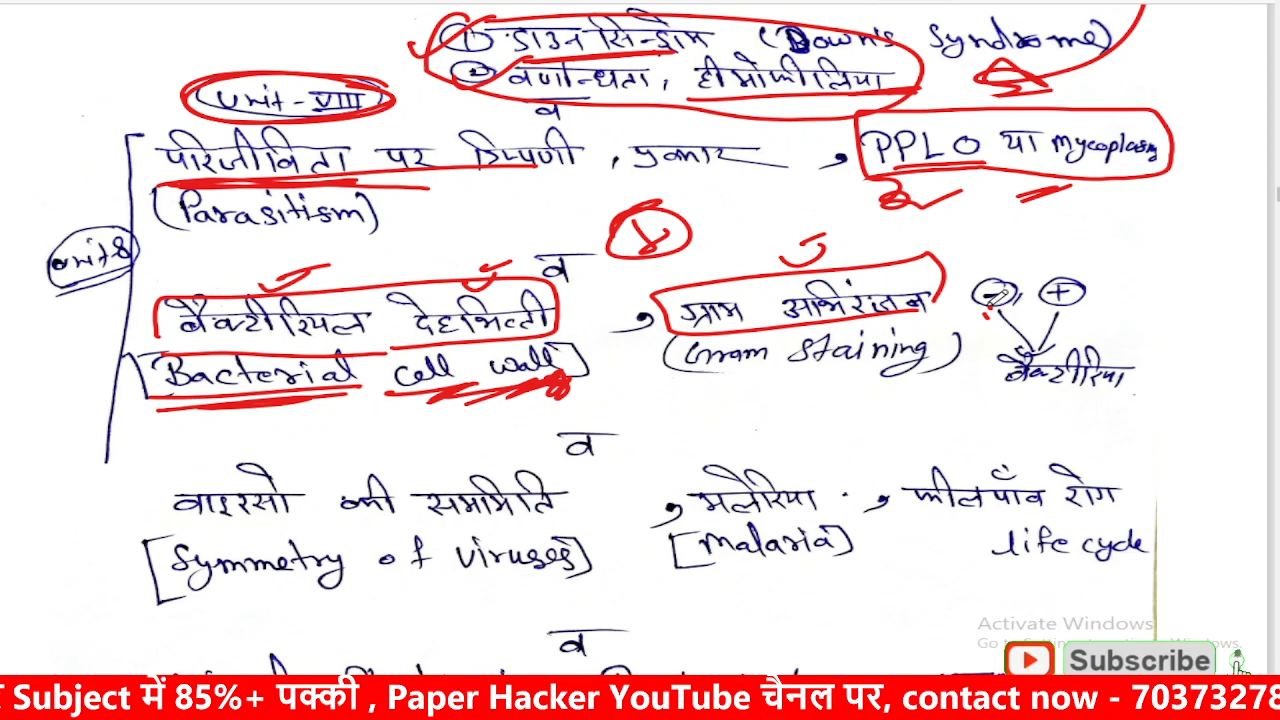 ① डाउन सिन्ड्रोम (Down's Syndrome)
② वर्णान्धता, हीमोफीलिया
Unit-VIII
व
परजीविता पर टिप्पणी, प्रकार, PPLO या mycoplasma
(Parasitism)
Unit 8
व
बैक्टीरियल देहभित्ती, ग्राम अभिरंजन -, +
[Bacterial cell wall] (Gram Staining) बैक्टीरिया
व
वाइरसो की सममिति, मलेरिया, फीलपाँव रोग
[Symmetry of viruses] [Malaria] life cycle
व
Activate Windows
Subscribe
Subject में 85%+ पक्की , Paper Hacker YouTube चैनल पर, contact now - 70373278